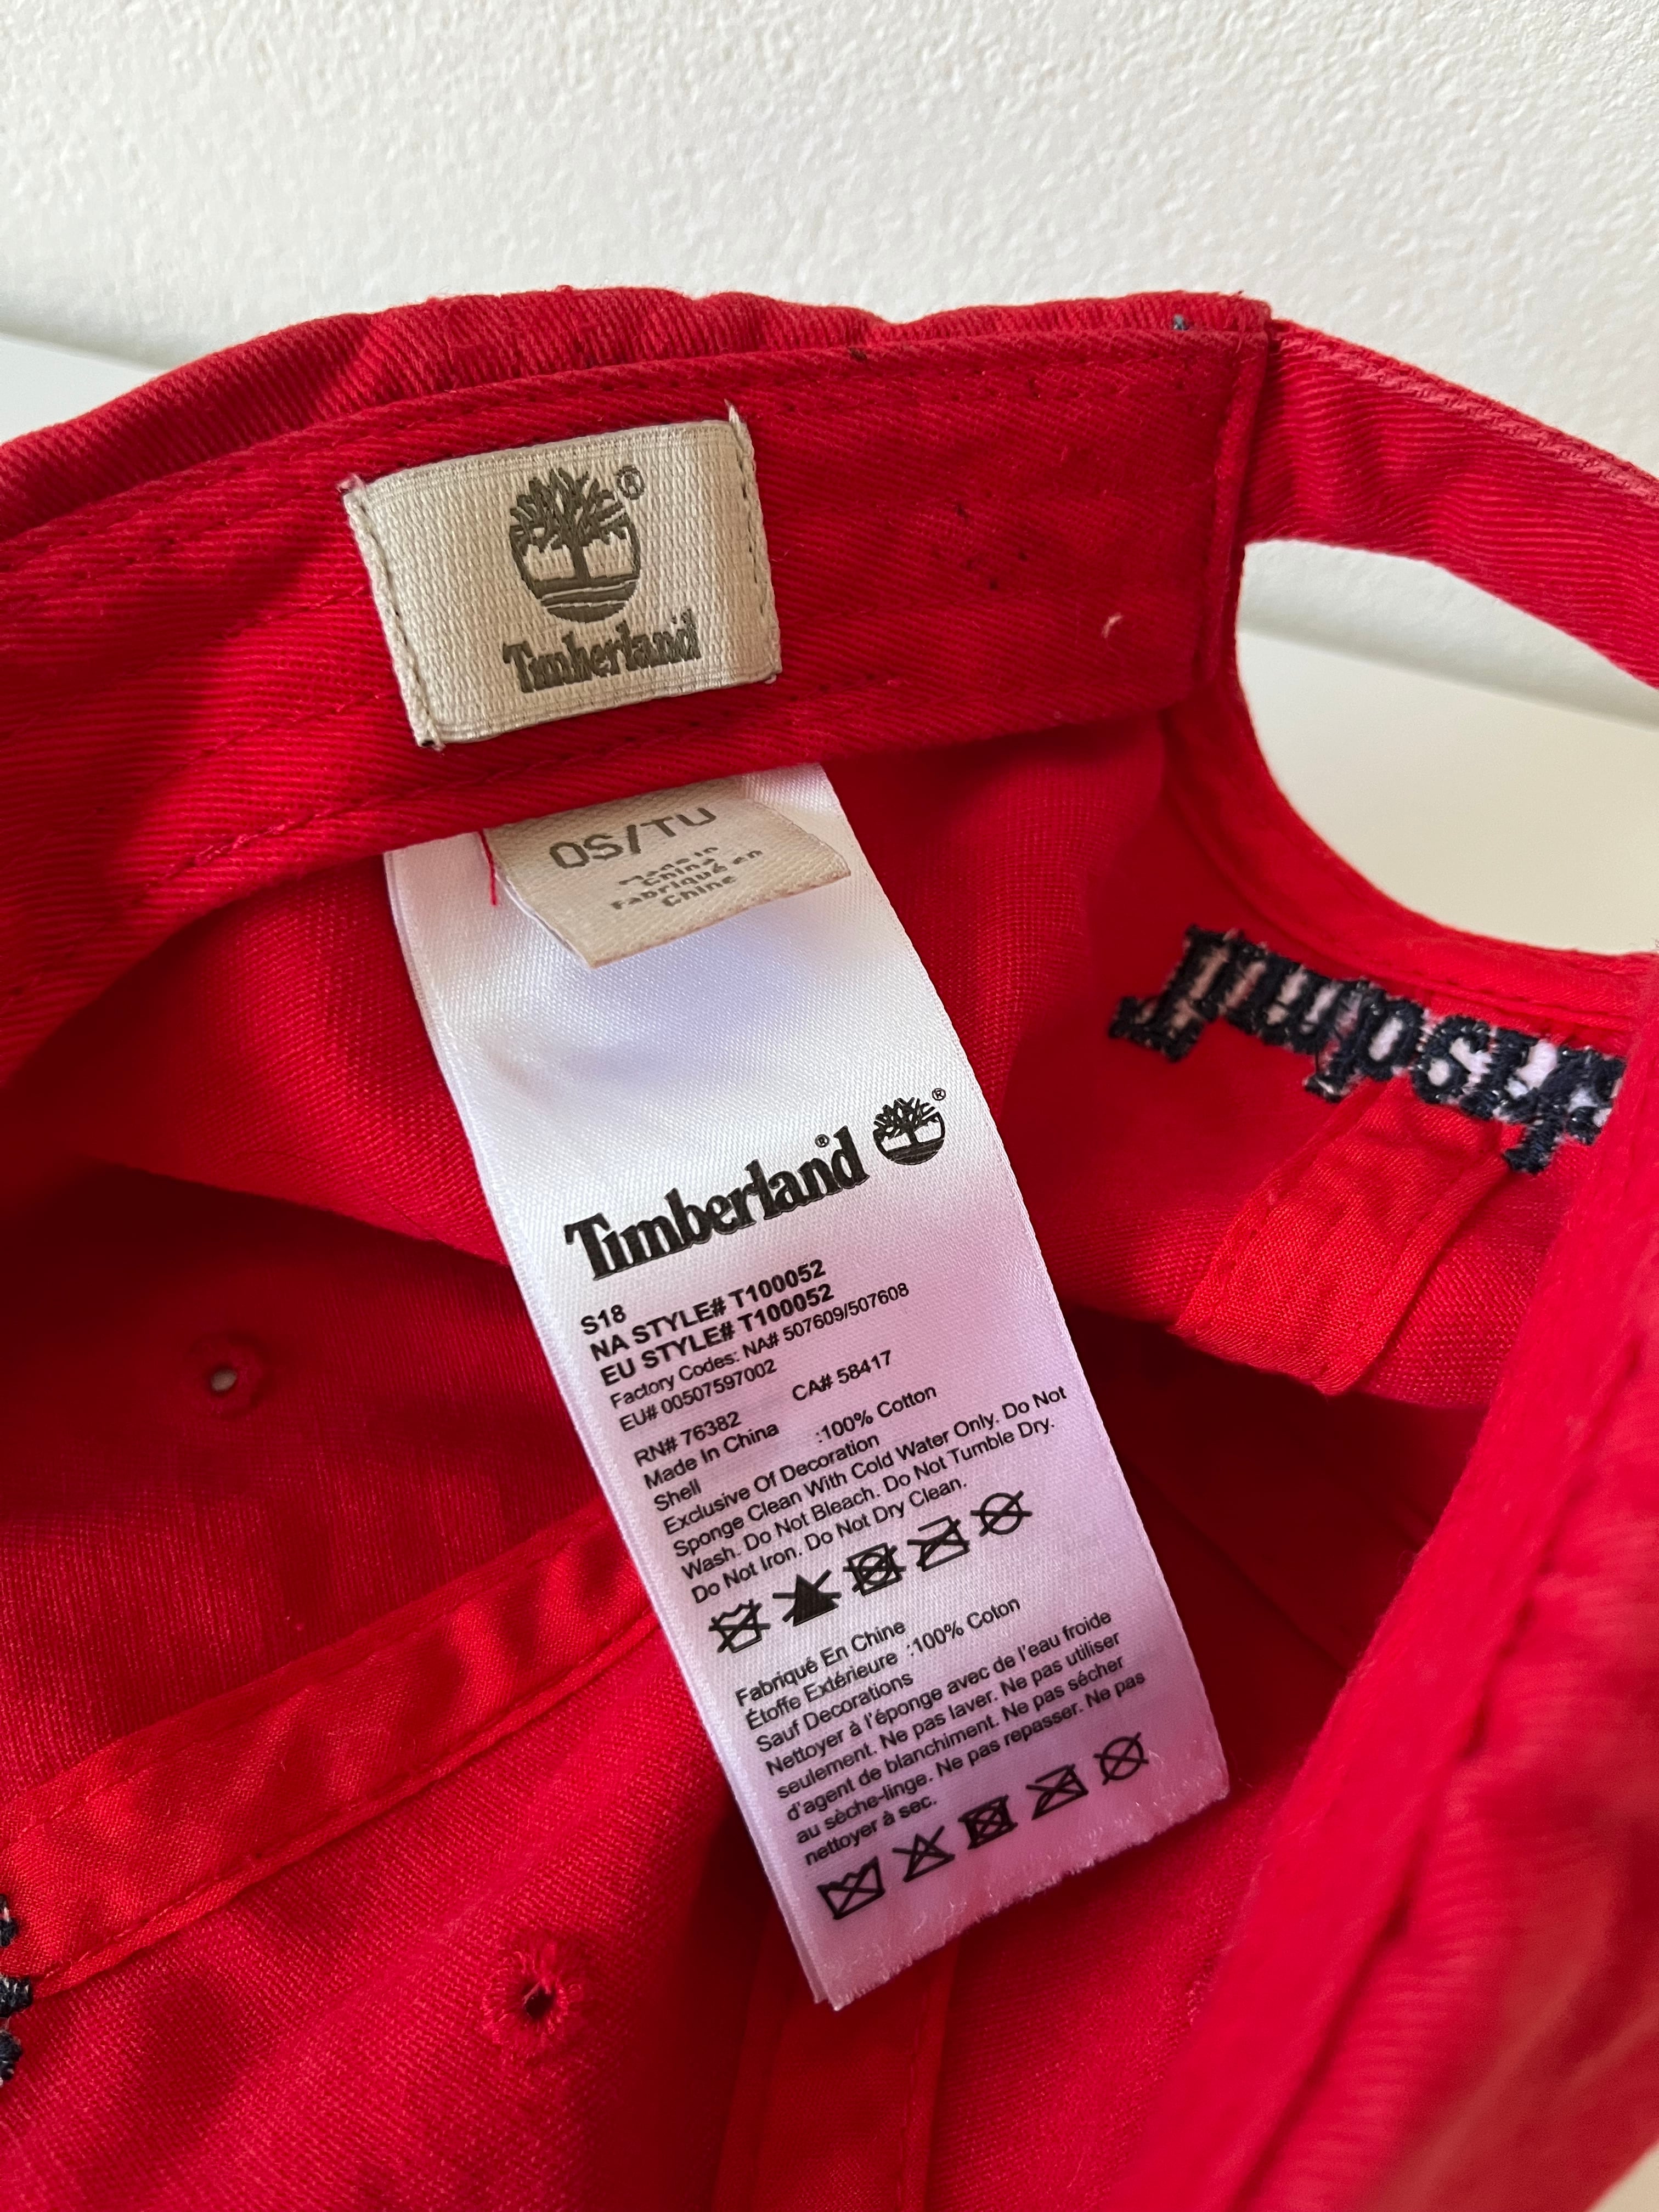 ®
Timberland
OS/TU
Made in
China
Fabriqué en
Chine
Timberland® ®
S18
NA STYLE# T100052
EU STYLE# T100052
Factory Codes: NA# 507609/507608
EU# 00507597002
RN# 76382 CA# 58417
Made In China
Shell :100% Cotton
Exclusive Of Decoration
Sponge Clean With Cold Water Only. Do Not
Wash. Do Not Bleach. Do Not Tumble Dry.
Do Not Iron. Do Not Dry Clean.
Fabriqué En Chine
Étoffe Extérieure :100% Coton
Sauf Decorations
Nettoyer à l'éponge avec de l'eau froide
seulement. Ne pas laver. Ne pas utiliser
d'agent de blanchiment. Ne pas sécher
au sèche-linge. Ne pas repasser. Ne pas
nettoyer à sec.